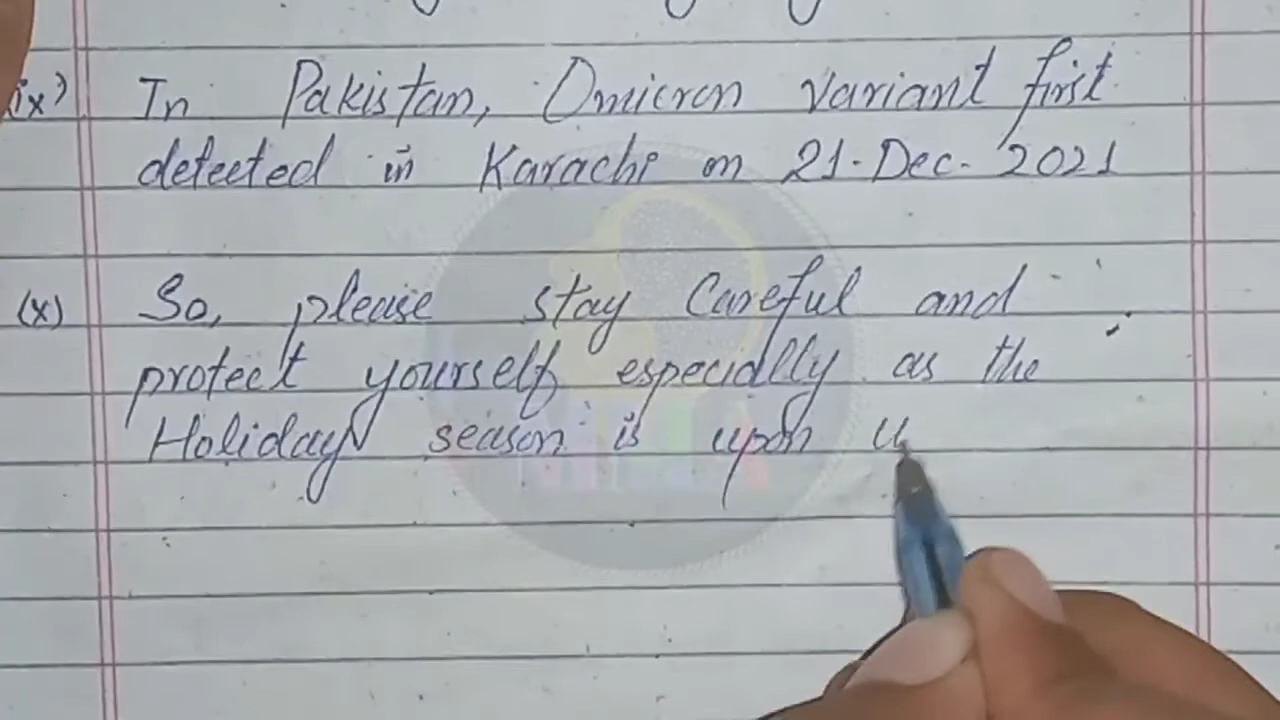 (ix) In Pakistan, Omicron variant first
detected in Karachi on 21-Dec-2021
(x) So, please stay Careful and
protect yourself especially as the
Holiday season is upon u